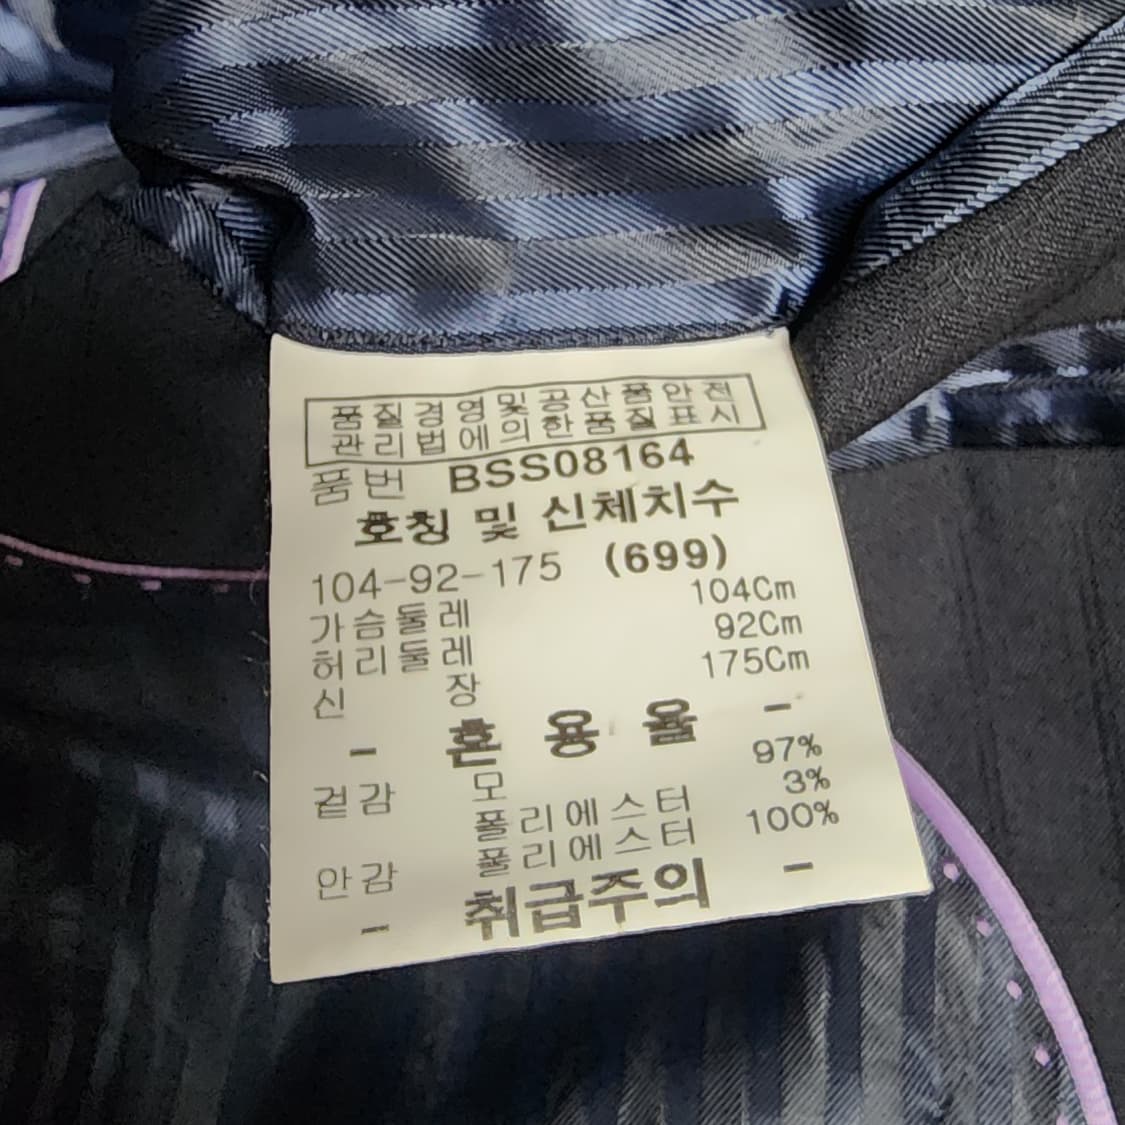 품질경영및공산품안전
관리법에의한품질표시
품번 BSS08164
호칭 및 신체치수
104-92-175 (699)
가슴둘레 104Cm
허리둘레 92Cm
신 장 175Cm
- 혼 용 율 -
겉감 모 97%
폴리에스터 3%
안감 폴리에스터 100%
- 취급주의 -